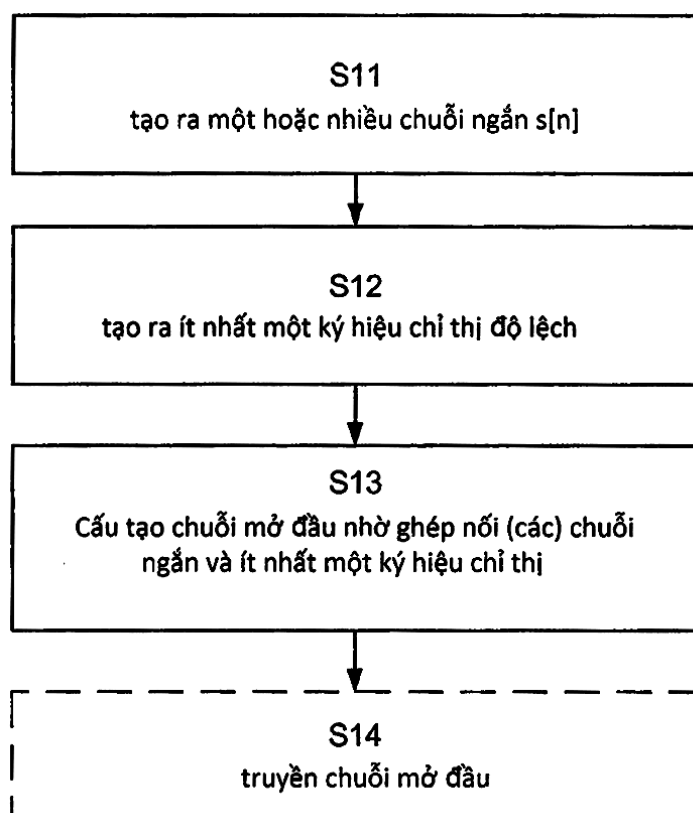 S11
tạo ra một hoặc nhiều chuỗi ngắn s[n]
S12
tạo ra ít nhất một ký hiệu chỉ thị độ lệch
S13
Cấu tạo chuỗi mở đầu nhờ ghép nối (các) chuỗi
ngắn và ít nhất một ký hiệu chỉ thị
S14
truyền chuỗi mở đầu